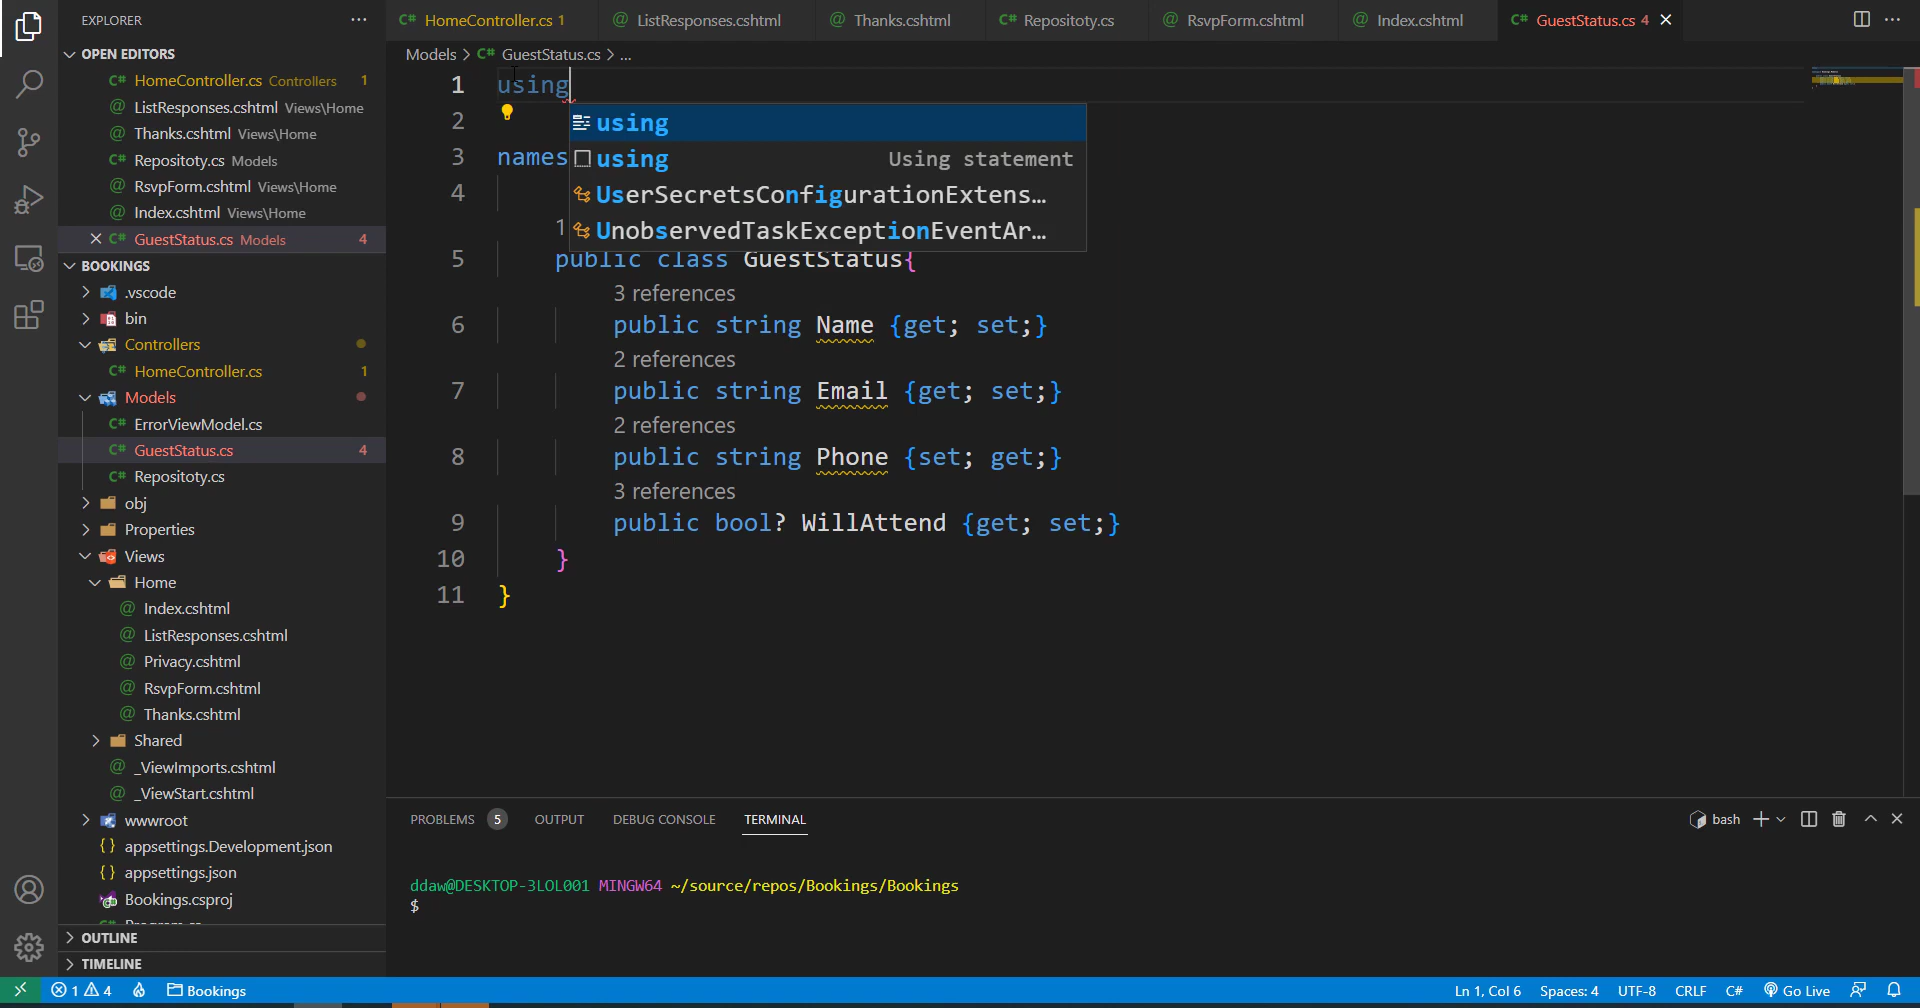 EXPLORER
OPEN EDITORS
HomeController.cs Controllers 1
ListResponses.cshtml Views\Home
Thanks.cshtml Views\Home
Repositoty.cs Models
RsvpForm.cshtml Views\Home
Index.cshtml Views\Home
GuestStatus.cs Models 4
BOOKINGS
.vscode
bin
Controllers
HomeController.cs 1
Models
ErrorViewModel.cs
GuestStatus.cs 4
Repositoty.cs
obj
Properties
Views
Home
Index.cshtml
ListResponses.cshtml
Privacy.cshtml
RsvpForm.cshtml
Thanks.cshtml
Shared
_ViewImports.cshtml
_ViewStart.cshtml
wwwroot
appsettings.Development.json
appsettings.json
Bookings.csproj
OUTLINE
TIMELINE
HomeController.cs 1 ListResponses.cshtml Thanks.cshtml Repositoty.cs RsvpForm.cshtml Index.cshtml GuestStatus.cs 4
Models > GuestStatus.cs > ...
1 using
2
3 names
4
1
using
using Using statement
UserSecretsConfigurationExtens...
UnobservedTaskExceptionEventAr...
5 public class GuestStatus{
3 references
6 public string Name {get; set;}
2 references
7 public string Email {get; set;}
2 references
8 public string Phone {set; get;}
3 references
9 public bool? WillAttend {get; set;}
10 }
11 }
PROBLEMS 5 OUTPUT DEBUG CONSOLE TERMINAL bash
ddaw@DESKTOP-3LOL001 MINGW64 ~/source/repos/Bookings/Bookings
$
1 4 Bookings Ln 1, Col 6 Spaces: 4 UTF-8 CRLF C# Go Live